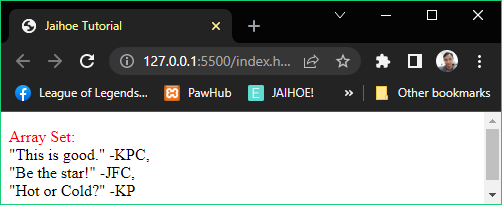 Jaihoe Tutorial
127.0.0.1:5500/index.h...
League of Legends...
PawHub
JAIHOE!
Other bookmarks
Array Set:
"This is good." -KPC,
"Be the star!" -JFC,
"Hot or Cold?" -KP